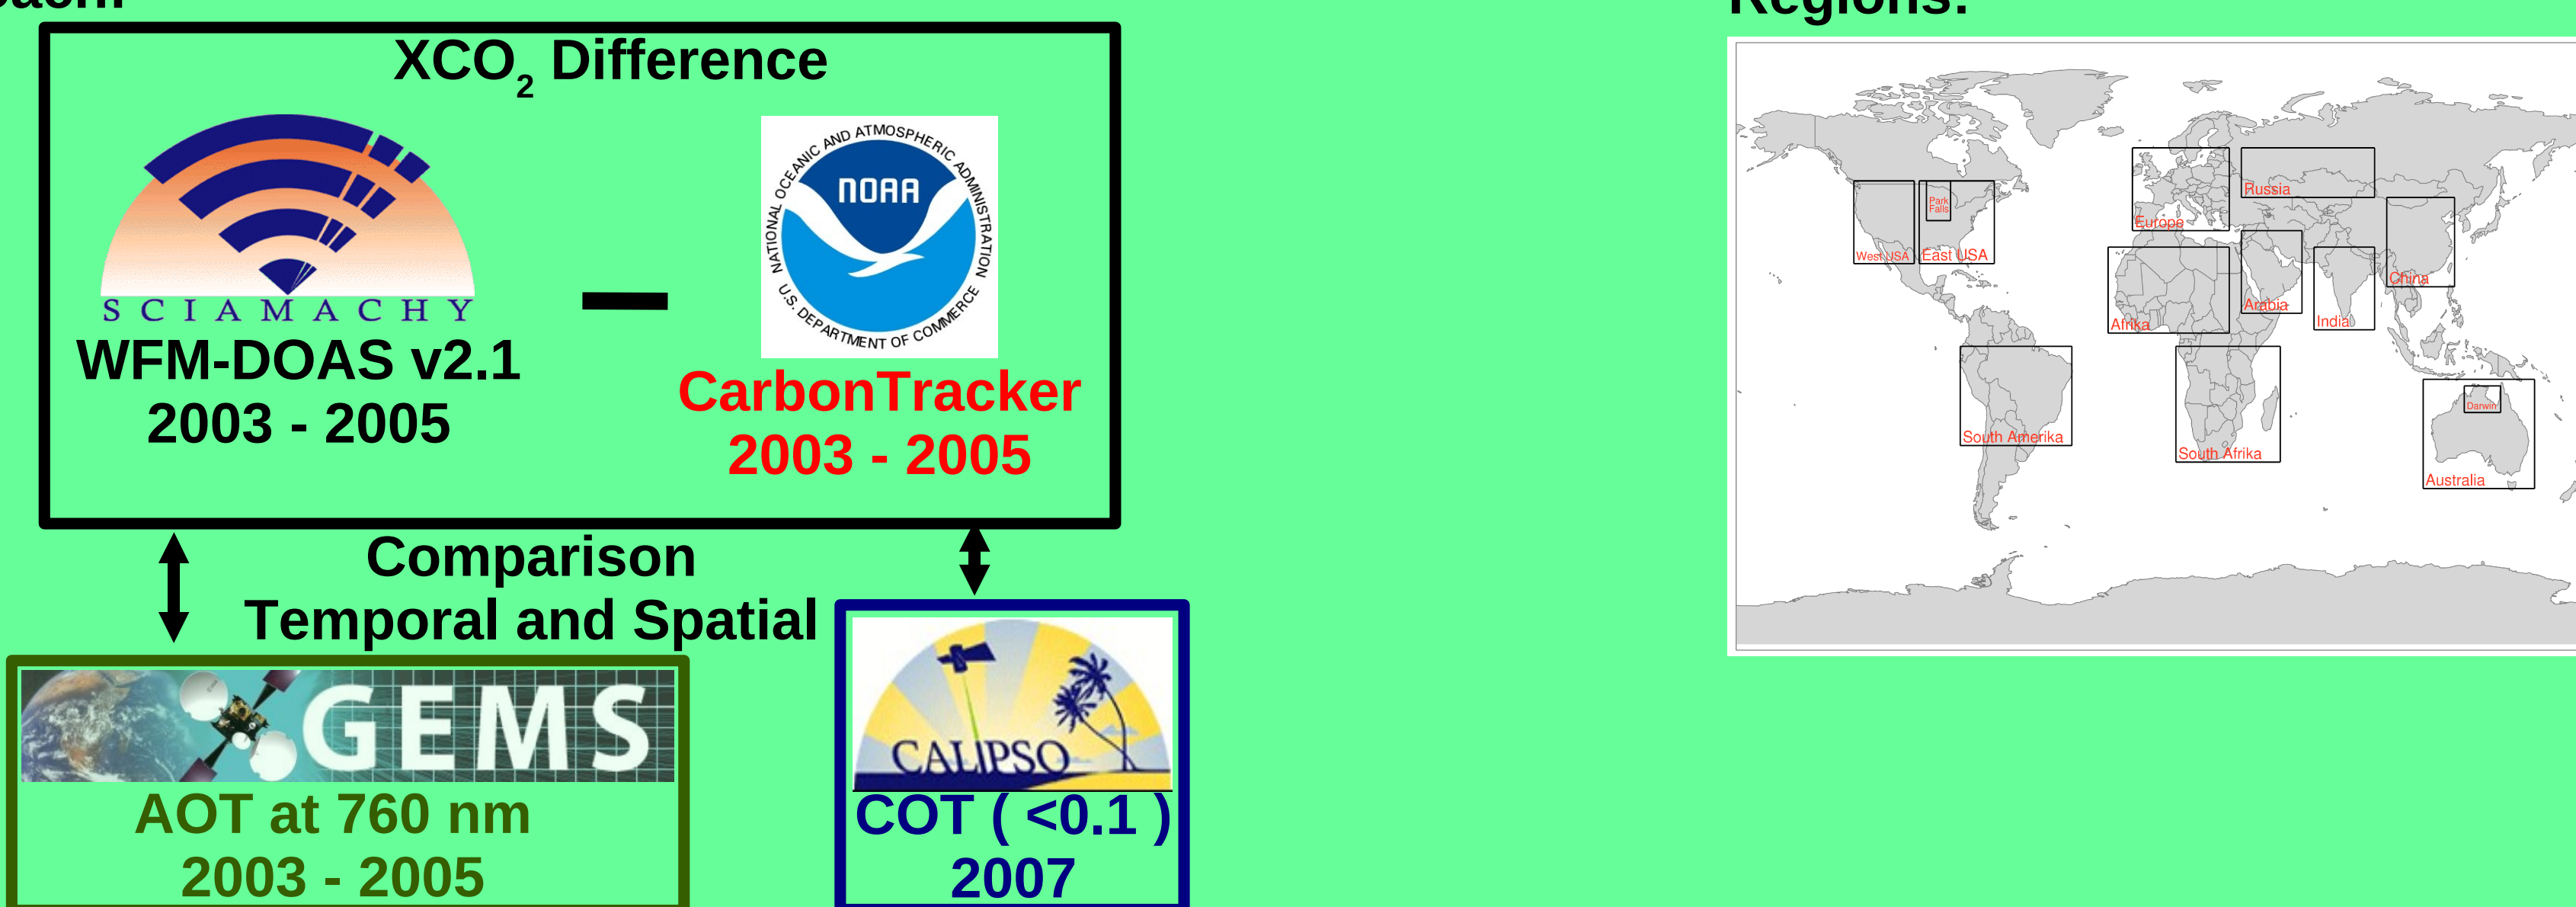 XCO2 Difference
SCIAMACHY
WFM-DOAS v2.1
2003 - 2005
NATIONAL OCEANIC AND ATMOSPHERIC ADMINISTRATION
NOAA
U.S. DEPARTMENT OF COMMERCE
CarbonTracker
2003 - 2005
Comparison
Temporal and Spatial
GEMS
AOT at 760 nm
2003 - 2005
CALIPSO
COT ( <0.1 )
2007
Regions:
Russia
Park
Falls
Europe
West USA
East USA
China
Arabia
Afrika
India
Darwin
South Amerika
South Afrika
Australia